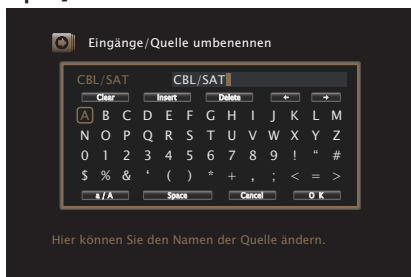 Eingänge/Quelle umbenennen
CBL/SAT CBL/SAT
Clear Insert Delete ← →
A B C D E F G H I J K L M
N O P Q R S T U V W X Y Z
0 1 2 3 4 5 6 7 8 9 ! “ #
$ % & ‘ ( ) * + , ; < = >
a / A Space Cancel O K
Hier können Sie den Namen der Quelle ändern.